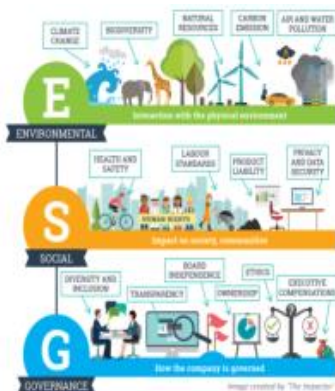 CLIMATE
CHANGE
BIODIVERSITY
NATURAL
RESOURCES
CARBON
EMISSION
AIR AND WATER
POLLUTION
E
Interaction with the physical environment
ENVIRONMENTAL
HEALTH AND
SAFETY
LABOUR
STANDARDS
PRODUCT
LIABILITY
PRIVACY
AND DATA
SECURITY
HUMAN RIGHTS
S
Impact on society, communities
SOCIAL
DIVERSITY AND
INCLUSION
TRANSPARENCY
BOARD
INDEPENDENCE
OWNERSHIP
ETHICS
EXECUTIVE
COMPENSATIONS
G
How the company is governed
GOVERNANCE
Image created by 'The Impact